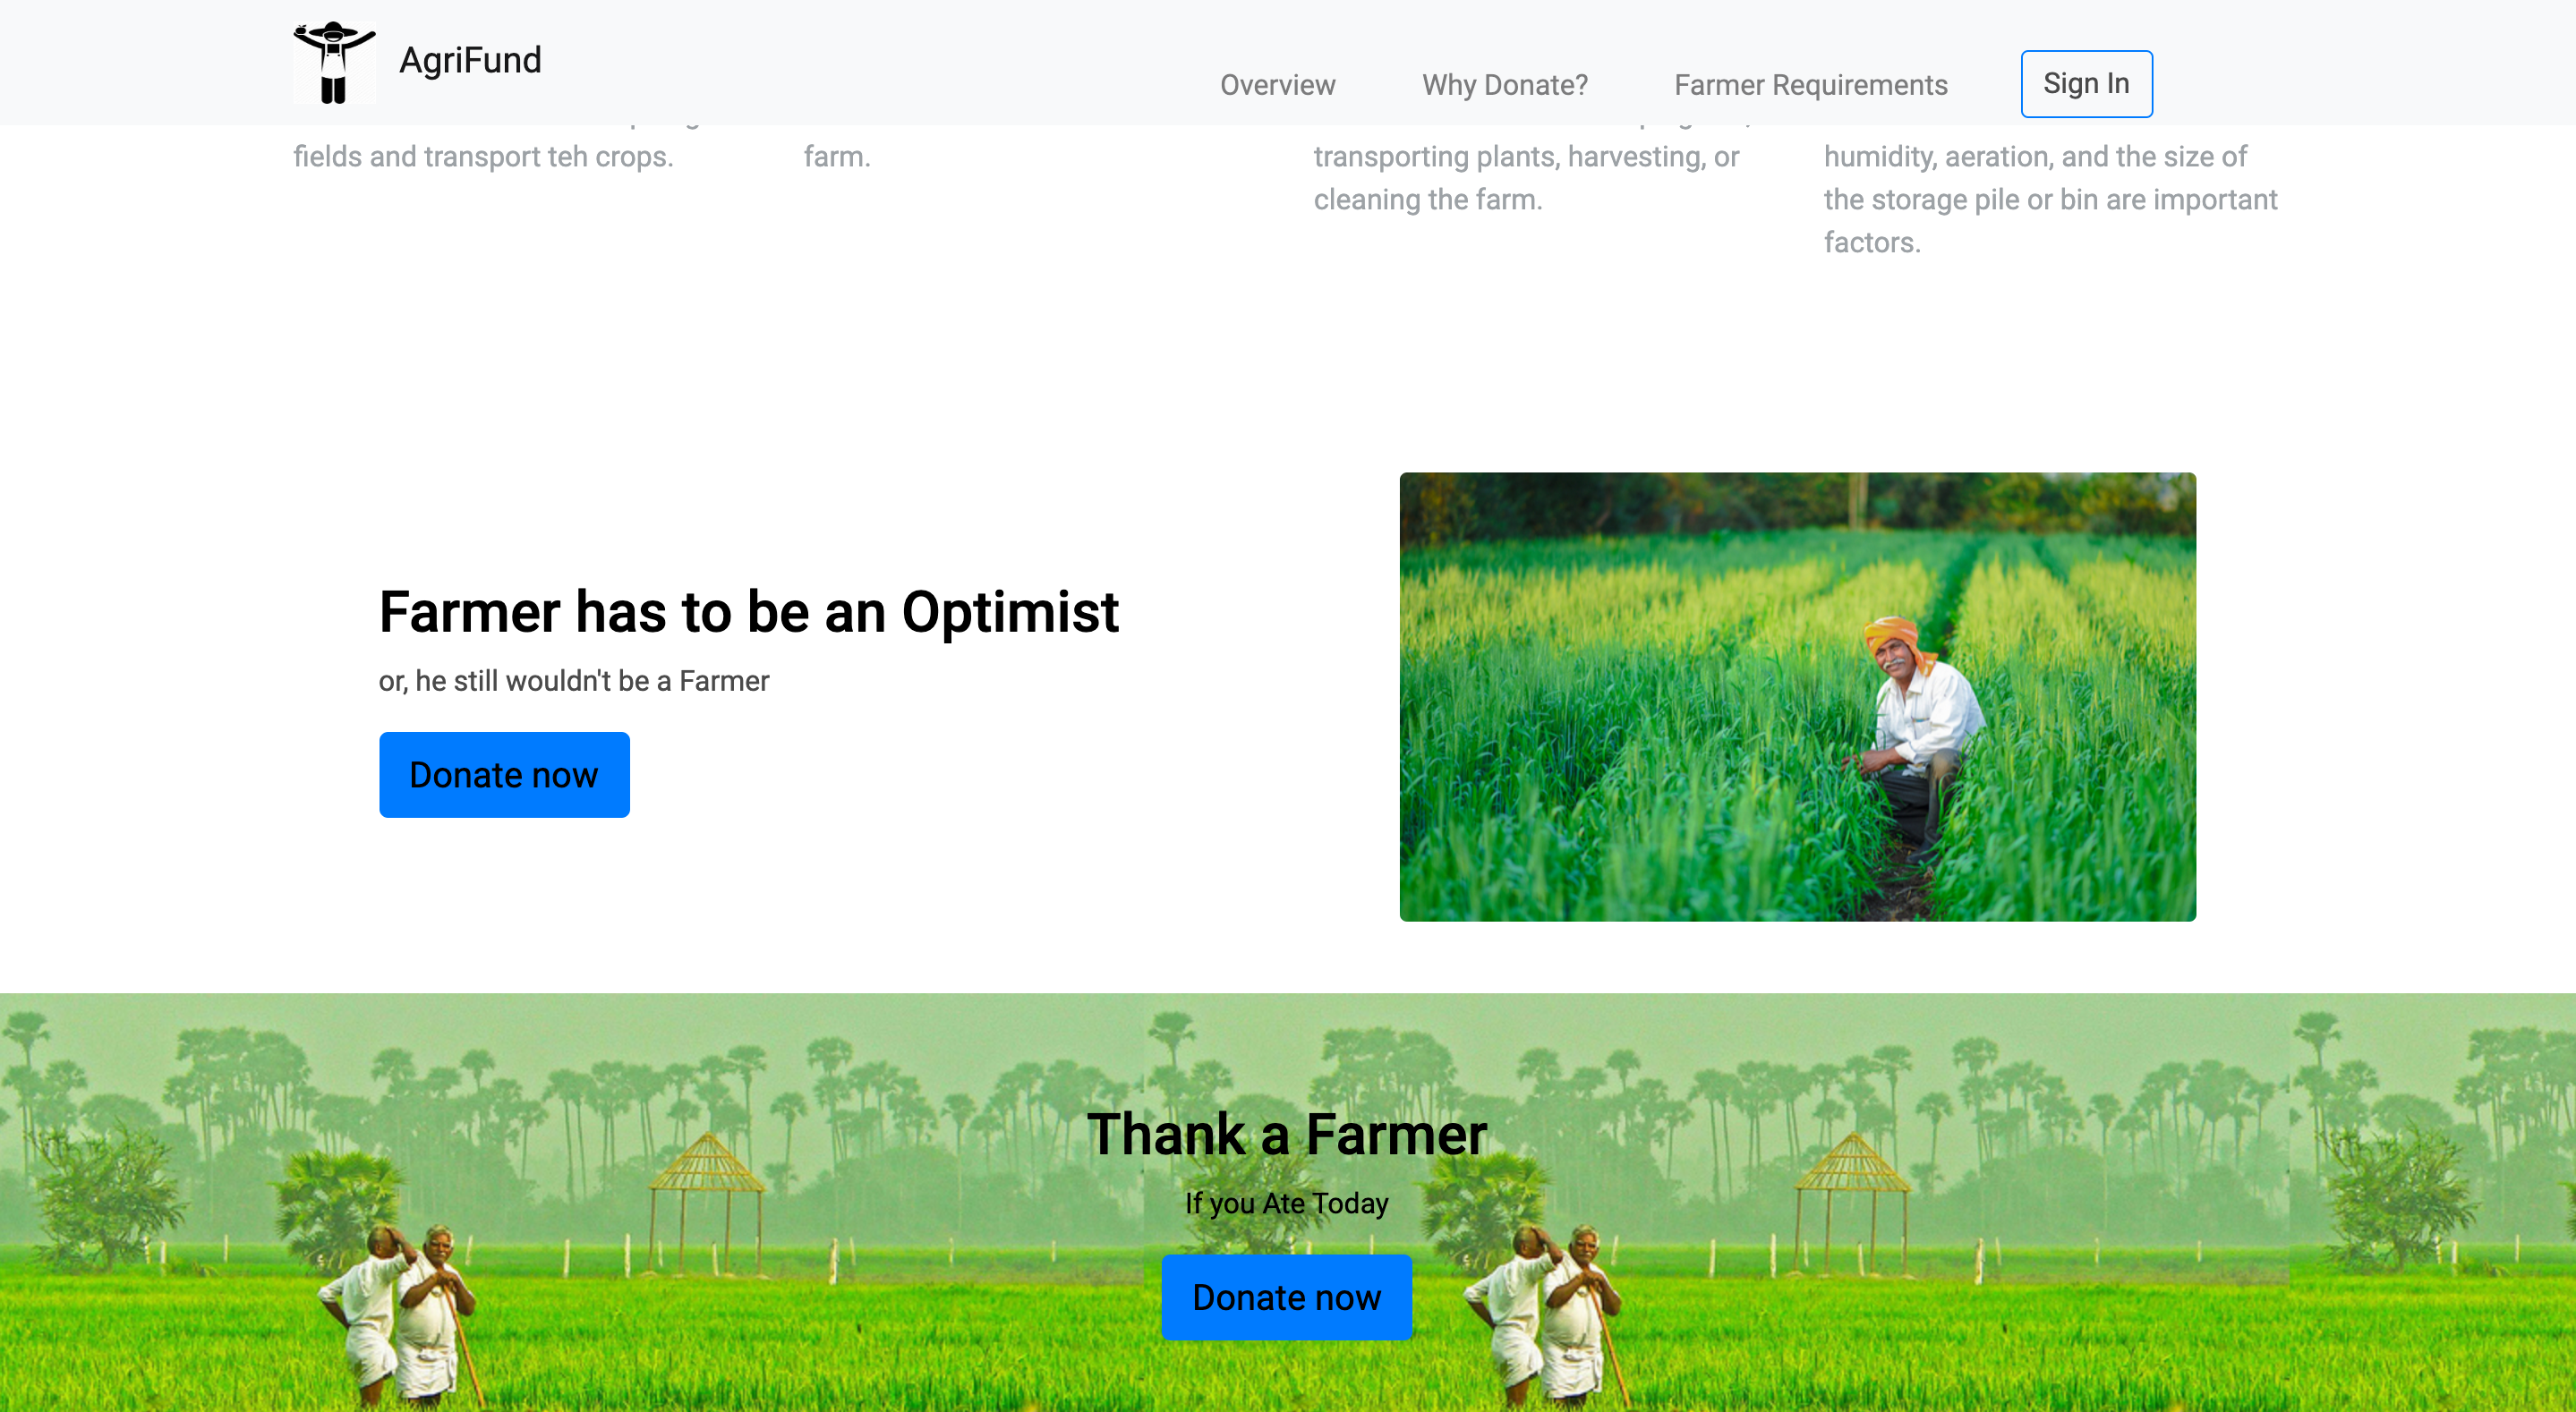 AgriFund
Overview
Why Donate?
Farmer Requirements
Sign In
fields and transport teh crops.
farm.
transporting plants, harvesting, or
cleaning the farm.
humidity, aeration, and the size of
the storage pile or bin are important
factors.
Farmer has to be an Optimist
or, he still wouldn't be a Farmer
Donate now
Thank a Farmer
If you Ate Today
Donate now